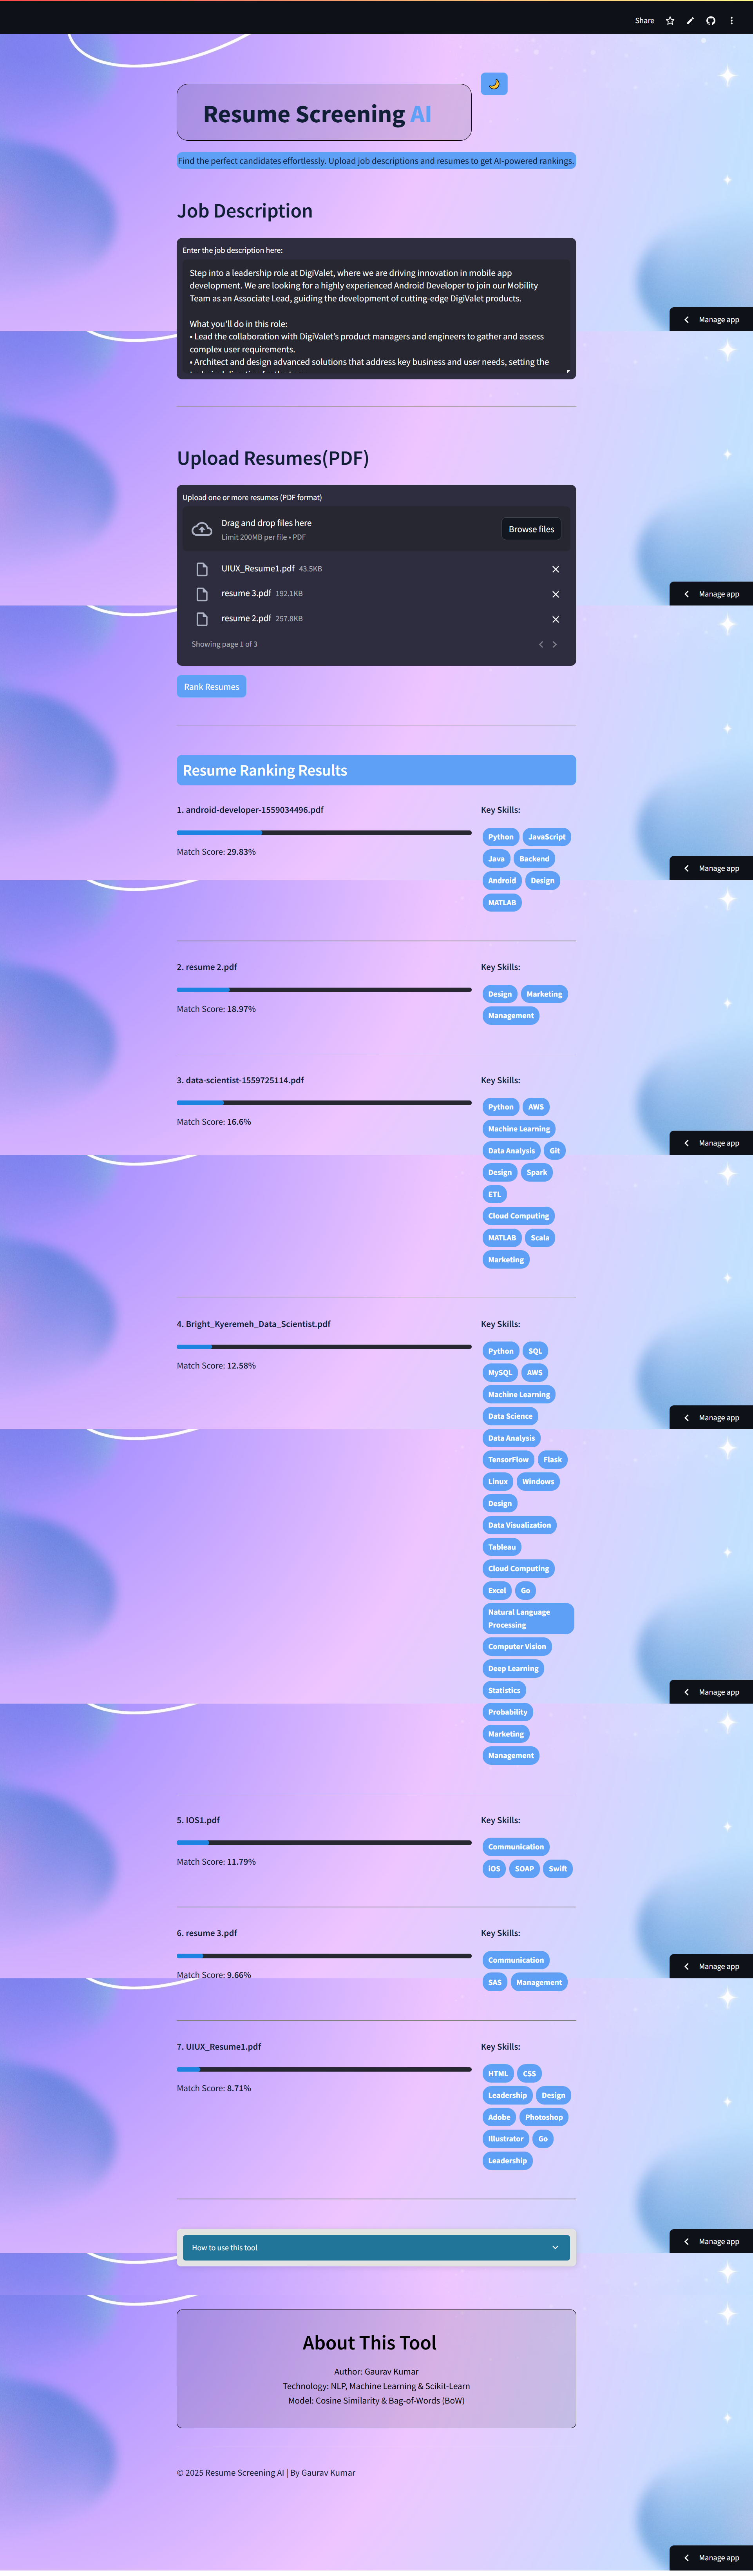 Share
Resume Screening AI
Find the perfect candidates effortlessly. Upload job descriptions and resumes to get AI-powered rankings.
Job Description
Enter the job description here:
Step into a leadership role at DigiValet, where we are driving innovation in mobile app
development. We are looking for a highly experienced Android Developer to join our Mobility
Team as an Associate Lead, guiding the development of cutting-edge DigiValet products.
What you'll do in this role:
• Lead the collaboration with DigiValet's product managers and engineers to gather and assess
complex user requirements.
• Architect and design advanced solutions that address key business and user needs, setting the
technical direction for the team.
Manage app
Upload Resumes(PDF)
Upload one or more resumes (PDF format)
Drag and drop files here
Limit 200MB per file • PDF
Browse files
UIUX_Resume1.pdf 43.5KB
resume 3.pdf 192.1KB
Manage app
resume 2.pdf 257.8KB
Showing page 1 of 3
Rank Resumes
Resume Ranking Results
1. android-developer-1559034496.pdf
Key Skills:
Python JavaScript
Match Score: 29.83%
Java Backend
Manage app
Android Design
MATLAB
2. resume 2.pdf
Key Skills:
Design Marketing
Match Score: 18.97%
Management
3. data-scientist-1559725114.pdf
Key Skills:
Python AWS
Match Score: 16.6%
Machine Learning
Manage app
Data Analysis Git
Design Spark
ETL
Cloud Computing
MATLAB Scala
Marketing
4. Bright_Kyeremeh_Data_Scientist.pdf
Key Skills:
Python SQL
Match Score: 12.58%
MySQL AWS
Machine Learning
Data Science
Manage app
Data Analysis
TensorFlow Flask
Linux Windows
Design
Data Visualization
Tableau
Cloud Computing
Excel Go
Natural Language
Processing
Computer Vision
Deep Learning
Statistics
Manage app
Probability
Marketing
Management
5. IOS1.pdf
Key Skills:
Communication
Match Score: 11.79%
iOS SOAP Swift
6. resume 3.pdf
Key Skills:
Communication
Manage app
Match Score: 9.66%
SAS Management
7. UIUX_Resume1.pdf
Key Skills:
HTML CSS
Match Score: 8.71%
Leadership Design
Adobe Photoshop
Illustrator Go
Leadership
Manage app
How to use this tool
About This Tool
Author: Gaurav Kumar
Technology: NLP, Machine Learning & Scikit-Learn
Model: Cosine Similarity & Bag-of-Words (BoW)
© 2025 Resume Screening AI | By Gaurav Kumar
Manage app